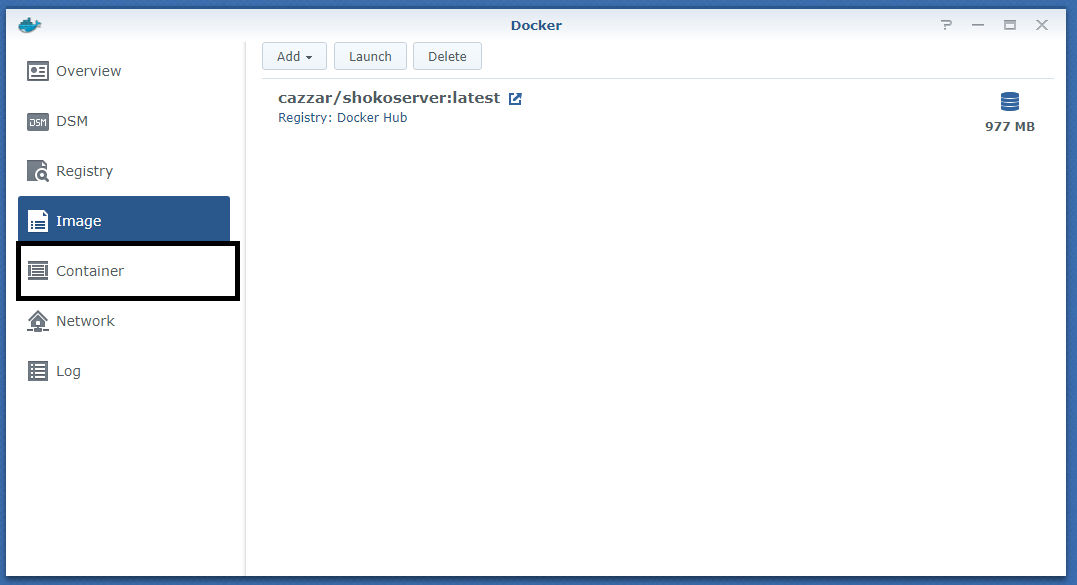 Docker
Overview
DSM
DSM
Registry
Image
Container
Network
Log
Add
Launch
Delete
cazzar/shokoserver:latest
Registry: Docker Hub
977 MB